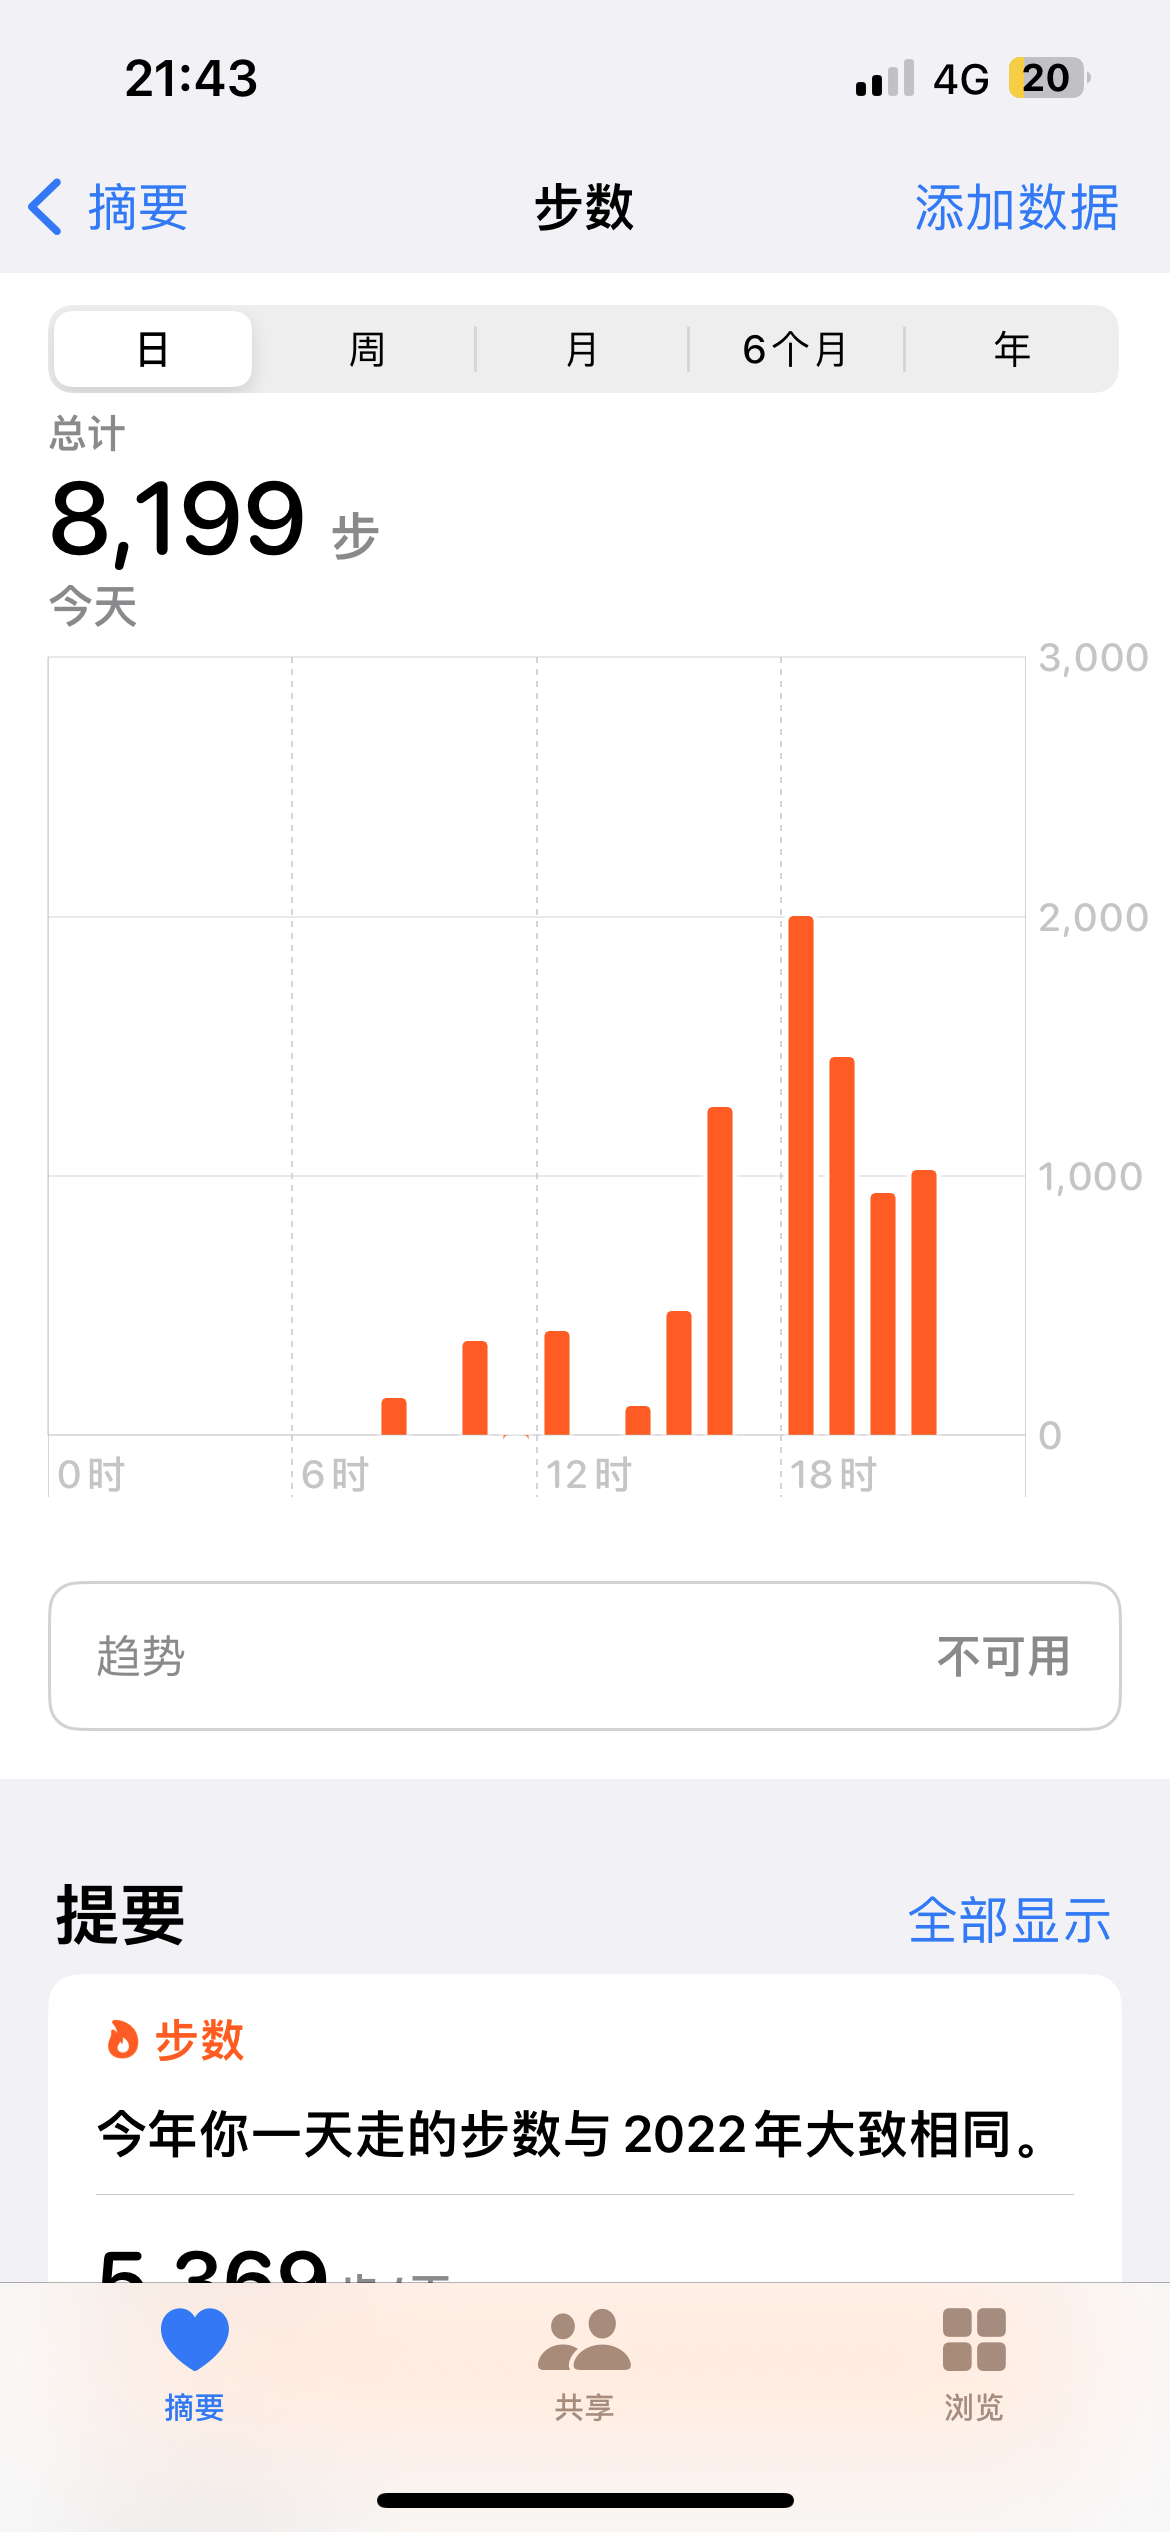 21:43 4G 20
摘要 步数 添加数据
日 周 月 6个月 年
总计
8,199 步
今天
3,000
2,000
1,000
0
0时 6时 12时 18时
趋势 不可用
提要 全部显示
步数
今年你一天走的步数与 2022年大致相同。
5,369 步/天
摘要 共享 浏览